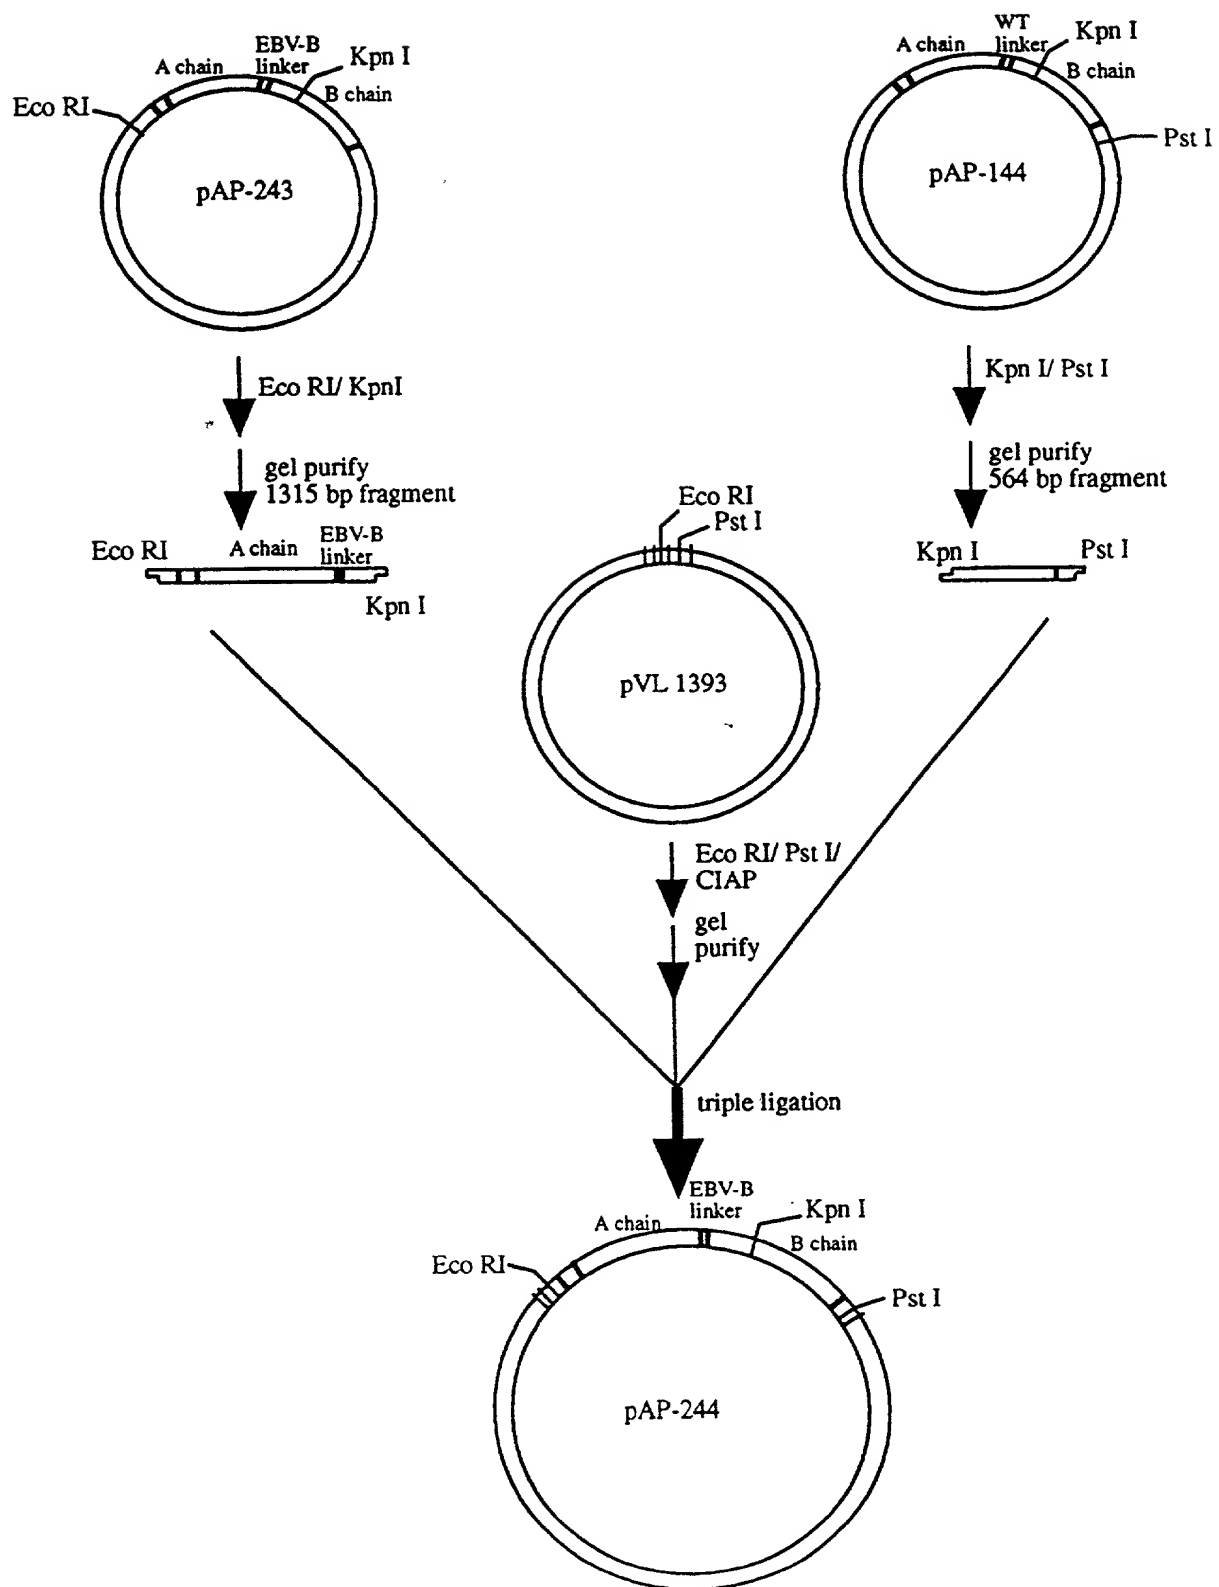 EBV-B
linker
Kpn I
A chain
B chain
Eco RI
pAP-243
WT
linker
Kpn I
A chain
B chain
Pst I
pAP-144
Eco RI/ KpnI
gel purify
1315 bp fragment
Kpn I/ Pst I
gel purify
564 bp fragment
Eco RI
A chain
EBV-B
linker
Kpn I
Kpn I
Pst I
Eco RI
Pst I
pVL 1393
Eco RI/ Pst I/
CIAP
gel
purify
triple ligation
EBV-B
linker
Kpn I
A chain
B chain
Eco RI
Pst I
pAP-244